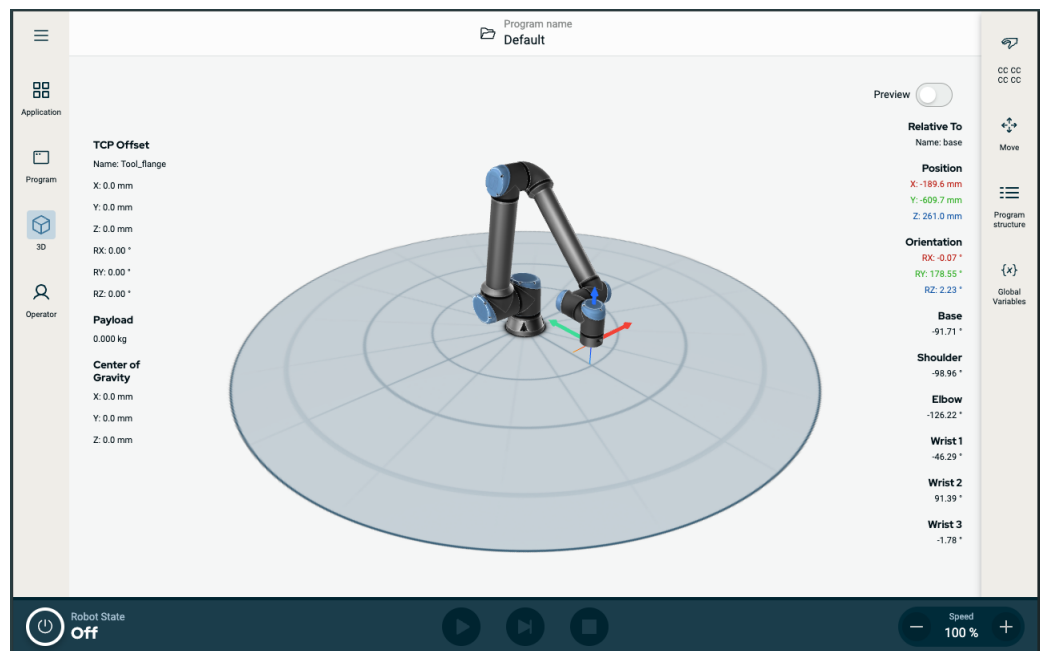 Program name
Default
Application
Program
3D
Operator
TCP Offset
Name: Tool_flange
X: 0.0 mm
Y: 0.0 mm
Z: 0.0 mm
RX: 0.00 °
RY: 0.00 °
RZ: 0.00 °
Payload
0.000 kg
Center of
Gravity
X: 0.0 mm
Y: 0.0 mm
Z: 0.0 mm
Preview
Relative To
Name: base
Position
X: -189.6 mm
Y: -609.7 mm
Z: 261.0 mm
Orientation
RX: -0.07 °
RY: 178.55 °
RZ: 2.23 °
Base
-91.71 °
Shoulder
-98.96 °
Elbow
-126.22 °
Wrist 1
-46.29 °
Wrist 2
91.39 °
Wrist 3
-1.78 °
CC CC
CC CC
Move
Program
structure
{x}
Global
Variables
Robot State
Off
Speed
100 %